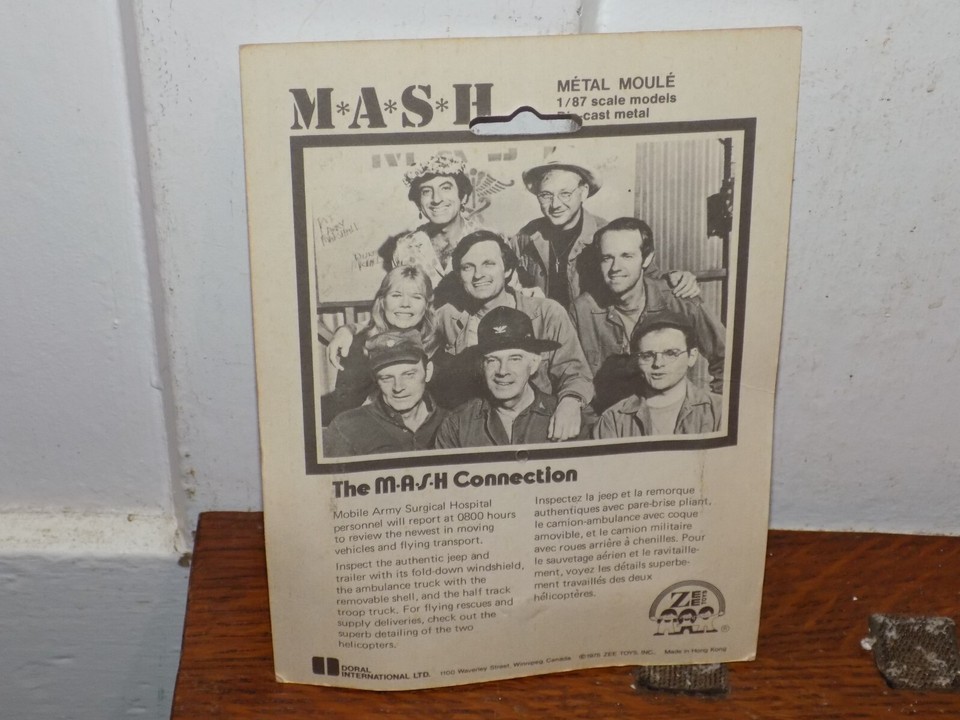 M*A*S*H
MÉTAL MOULÉ
1/87 scale models
Die-cast metal
The M·A·S·H Connection
Mobile Army Surgical Hospital
personnel will report at 0800 hours
to review the newest in moving
vehicles and flying transport.
Inspect the authentic jeep and
trailer with its fold-down windshield,
the ambulance truck with the
removable shell, and the half track
troop truck. For flying rescues and
supply deliveries, check out the
superb detailing of the two
helicopters.
Inspectez la jeep et la remorque
authentiques avec pare-brise pliant,
le camion-ambulance avec coque
amovible, et le camion militaire
avec roues arrière à chenilles. Pour
le sauvetage aérien et le ravitaille-
ment, voyez les détails superbe-
ment travaillés des deux
hélicoptères.
ZEE
®
DORAL
INTERNATIONAL LTD.
1100 Waverley Street, Winnipeg Canada ©1975 ZEE TOYS, INC. Made in Hong Kong